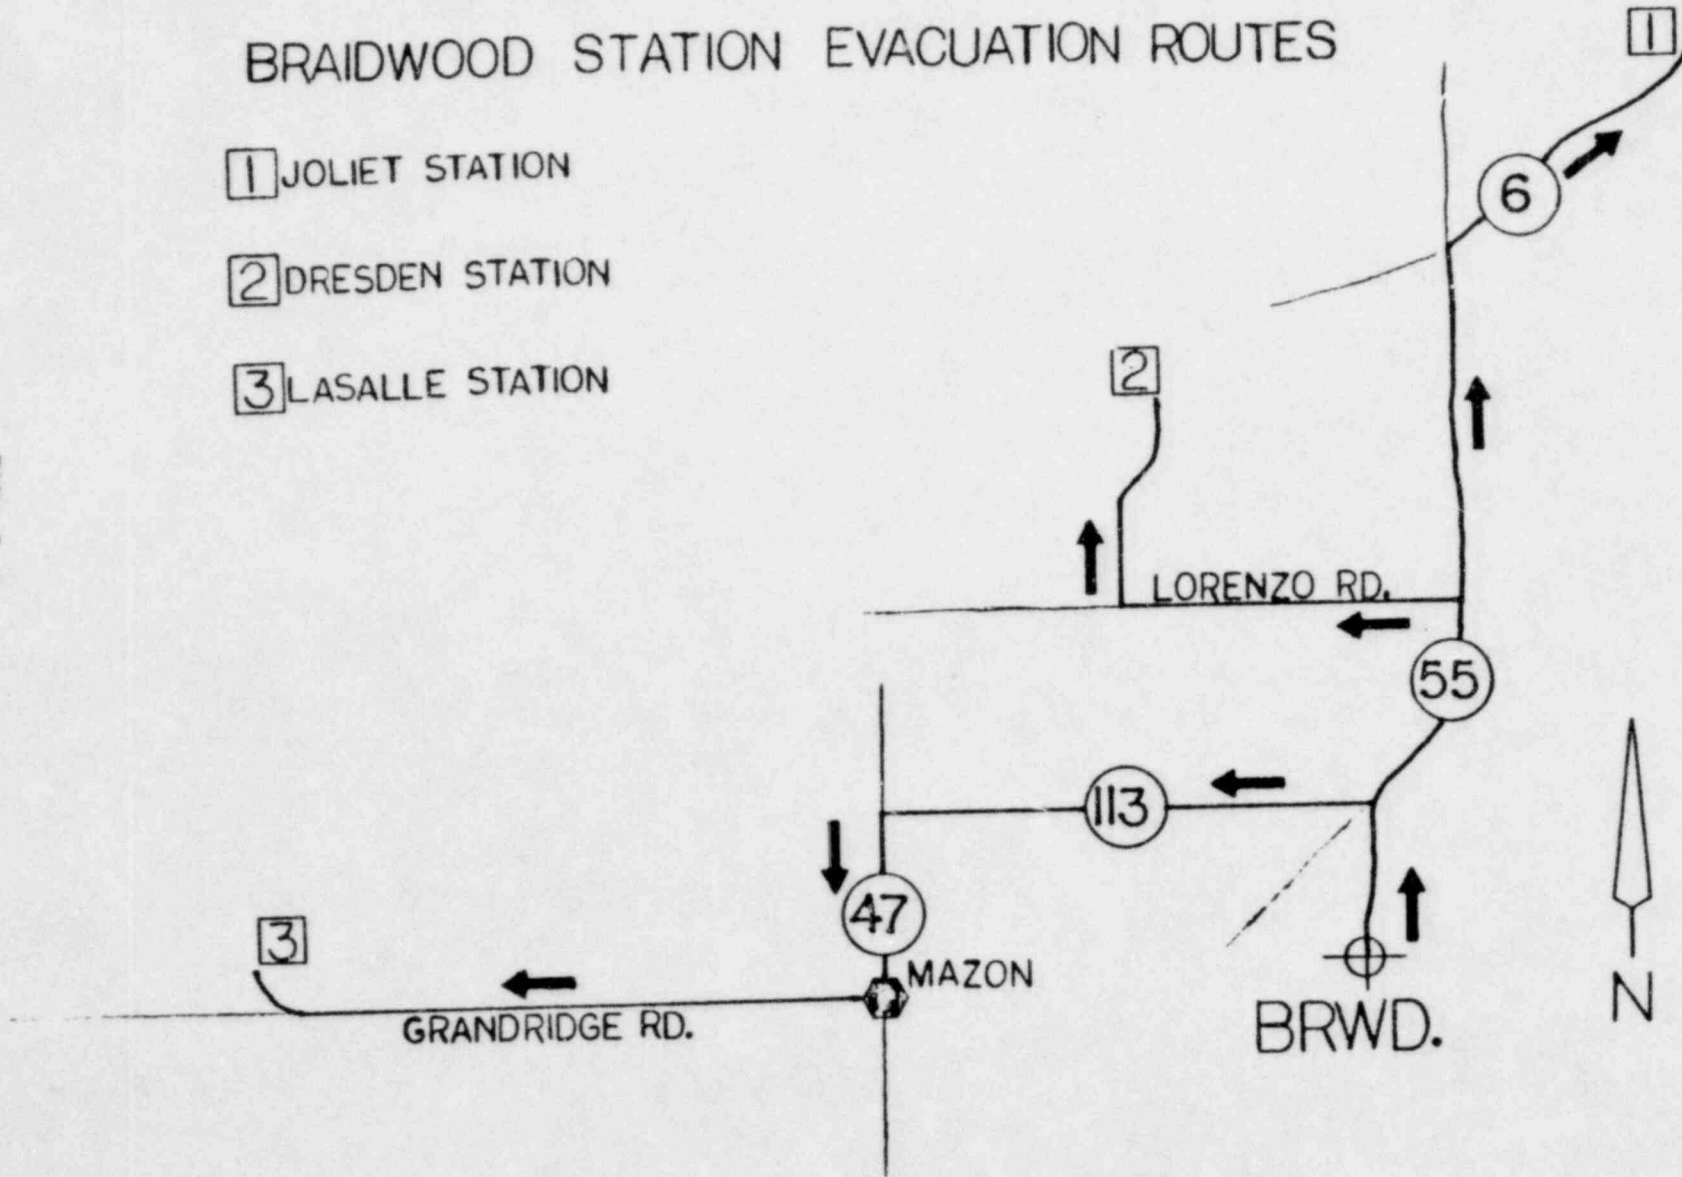 BRAIDWOOD STATION EVACUATION ROUTES
1
1 JOLIET STATION
6
2 DRESDEN STATION
2
3 LASALLE STATION
LORENZO RD.
55
113
47
3
MAZON
GRANDRIDGE RD.
BRWD.
N